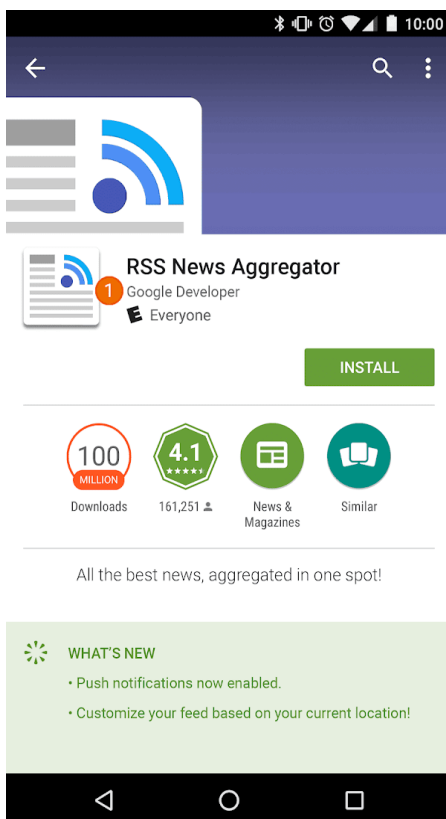 10:00
RSS News Aggregator
1
Google Developer
E Everyone
INSTALL
100
MILLION
Downloads
4.1
161,251
News &
Magazines
Similar
All the best news, aggregated in one spot!
WHAT'S NEW
• Push notifications now enabled.
• Customize your feed based on your current location!